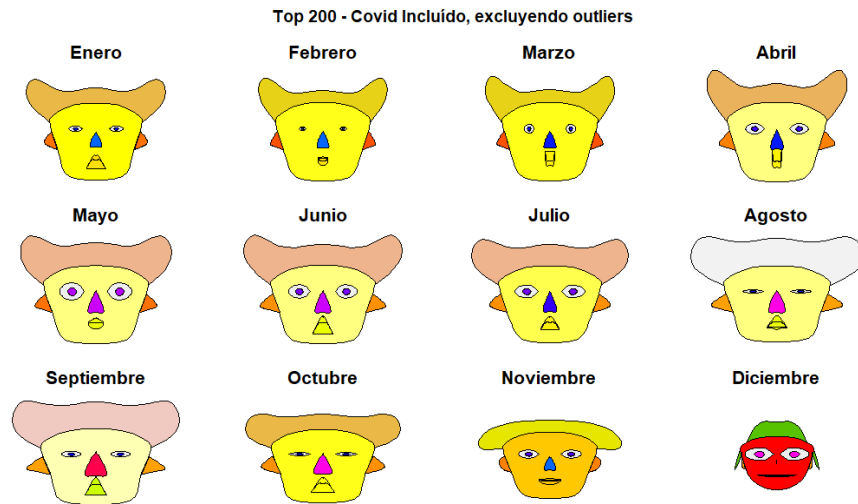 Top 200 - Covid Incluído, excluyendo outliers
Enero Febrero Marzo Abril
Mayo Junio Julio Agosto
Septiembre Octubre Noviembre Diciembre